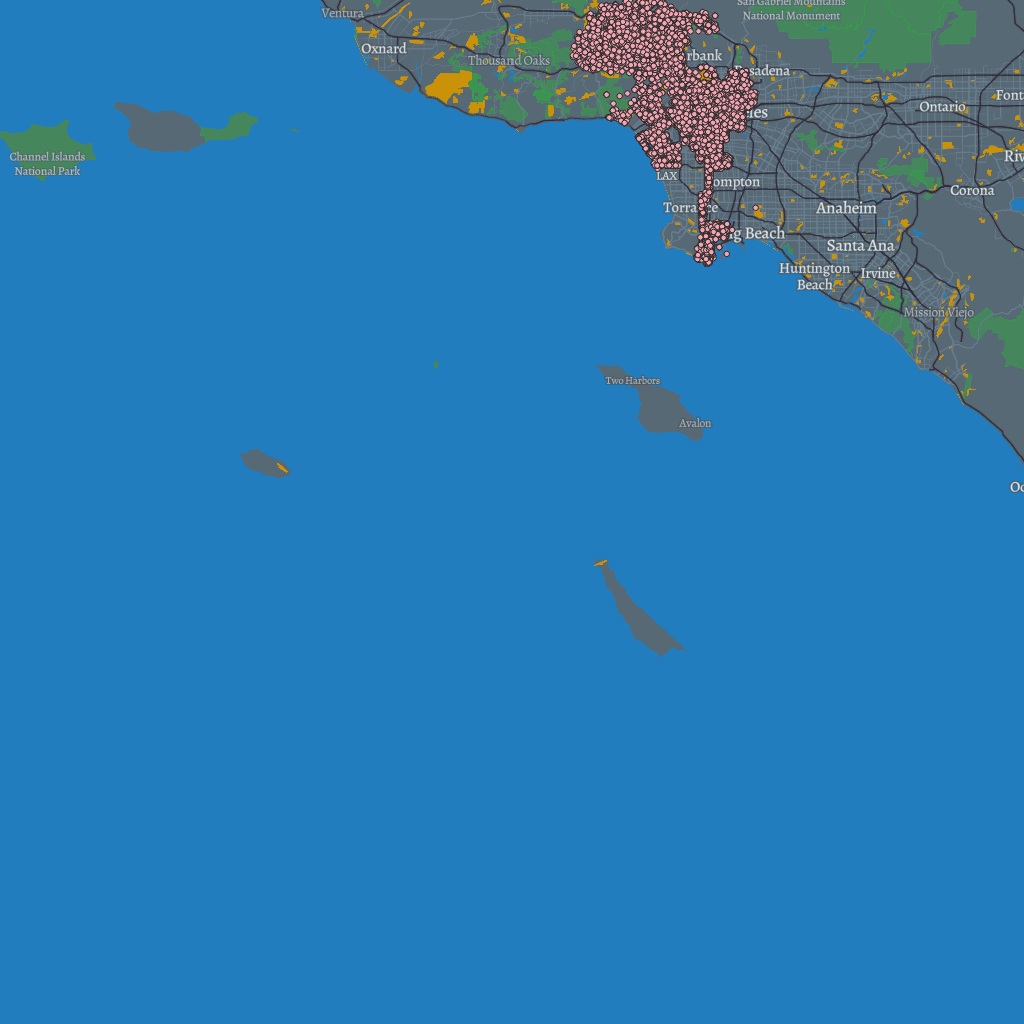 San Gabriel Mountains
National Monument
Ventura
Oxnard
Thousand Oaks
rbank
Pasadena
Ontario
Font
les
Channel Islands
National Park
Riv
LAX
ompton
Corona
Torrance
Anaheim
g Beach
Santa Ana
Huntington
Beach
Irvine
Mission Viejo
Two Harbors
Avalon
Oc